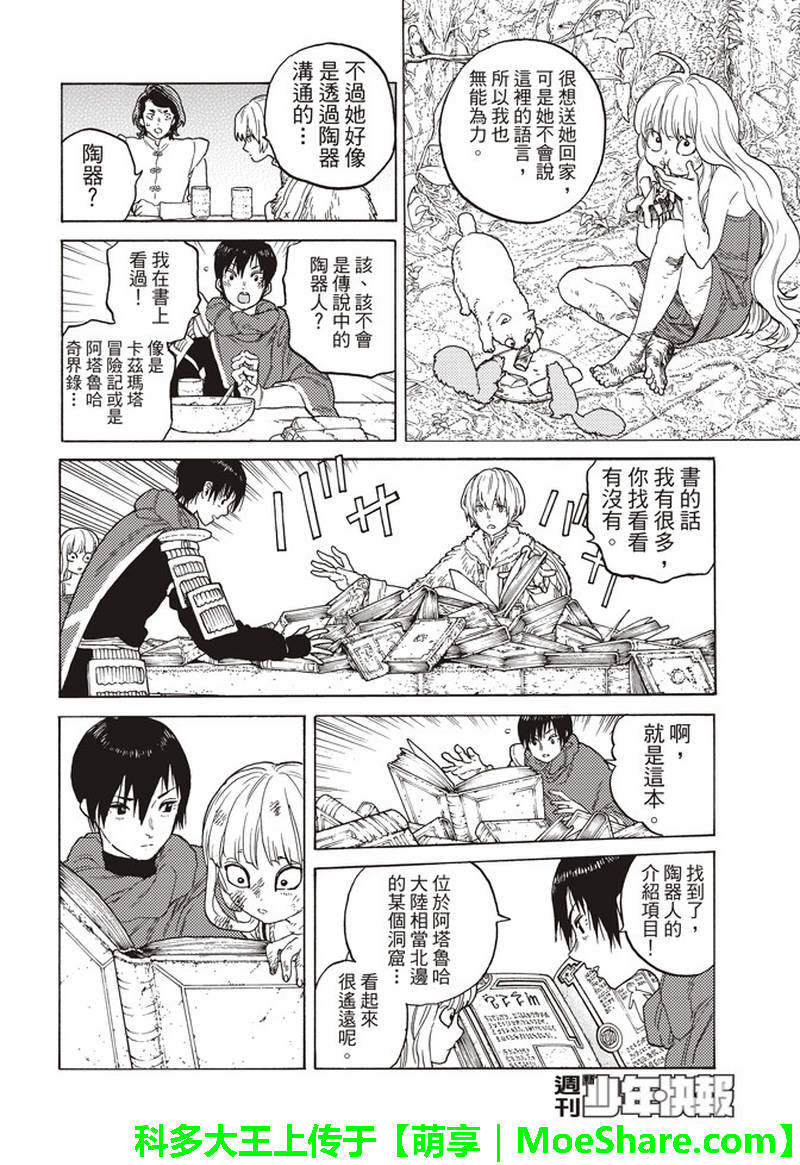 很想送她回家，
可是她不會說
這裡的語言，
所以我也
無能為力。
不過她好像
是透過陶器
溝通的…
陶器？
該、該不會
是傳說中的
陶器人？
我在書上
看過！
像是
卡茲瑪塔
冒險記或是
阿塔魯哈
奇界錄…
書的話
我有很多，
你找看看
有沒有。
ガサ
ガサ
啊，
就是這本。
找到了，
陶器人的
介紹項目！
位於阿塔魯哈
大陸相當北邊
的某個洞窟…
看起來
很遙遠呢。
週刊少年快報
科多大王上传于【萌享 | MoeShare.com】